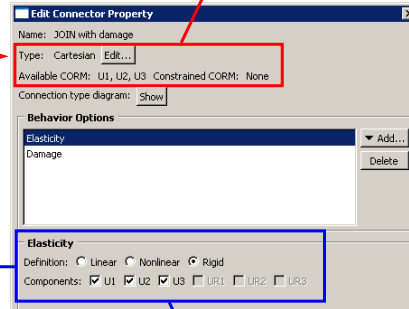 Edit Connector Property
Name: JOIN with damage
Type: Cartesian Edit...
Available CORM: U1, U2, U3 Constrained CORM: None
Connection type diagram: Show
Behavior Options
Elasticity
Add...
Damage
Delete
Elasticity
Definition: Linear Nonlinear Rigid
Components: U1 U2 U3 UR1 UR2 UR3